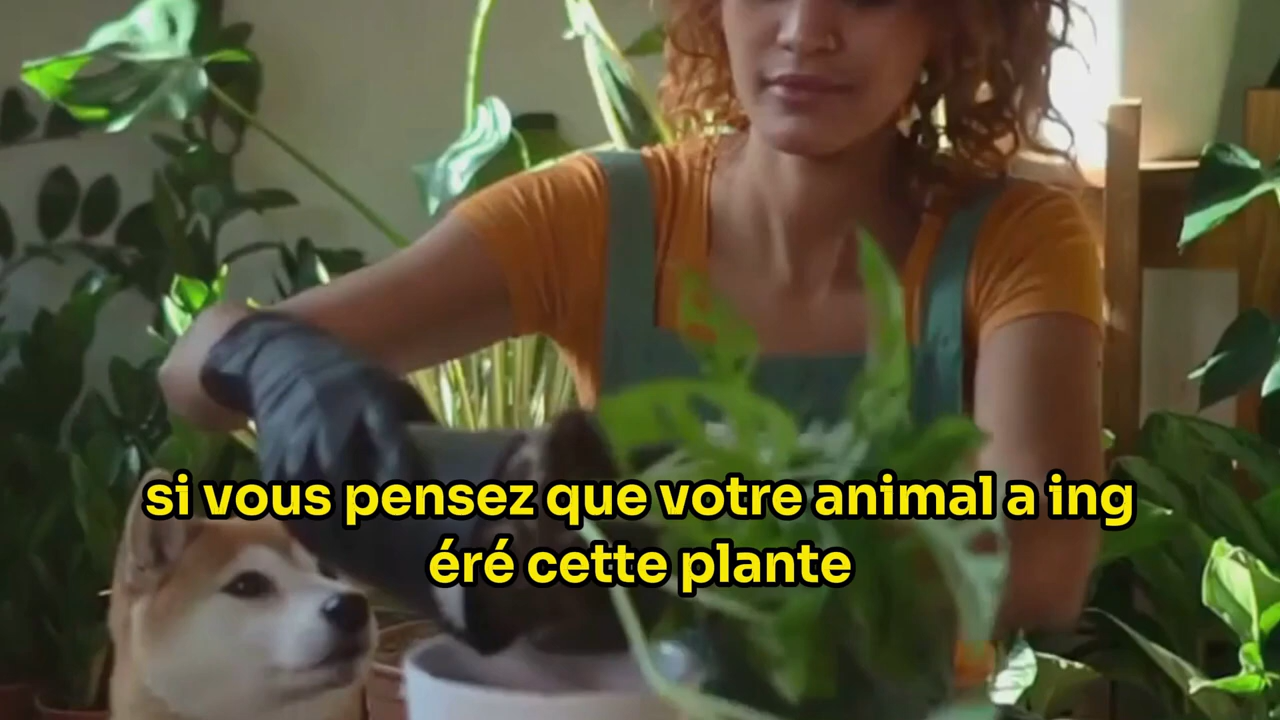 si vous pensez que votre animal a ing
éré cette plante